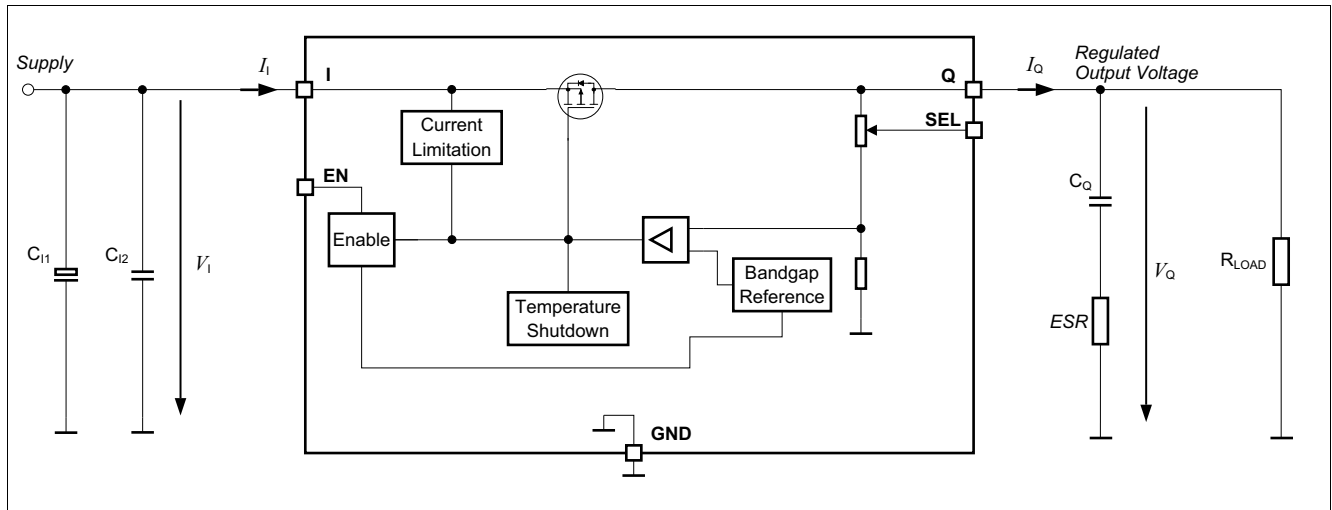 Supply
I_I
I
Q
I_Q
Regulated
Output Voltage
Current
Limitation
SEL
EN
C_Q
Enable
C_I1
C_I2
V_I
Bandgap
Reference
V_Q
R_LOAD
Temperature
Shutdown
ESR
GND